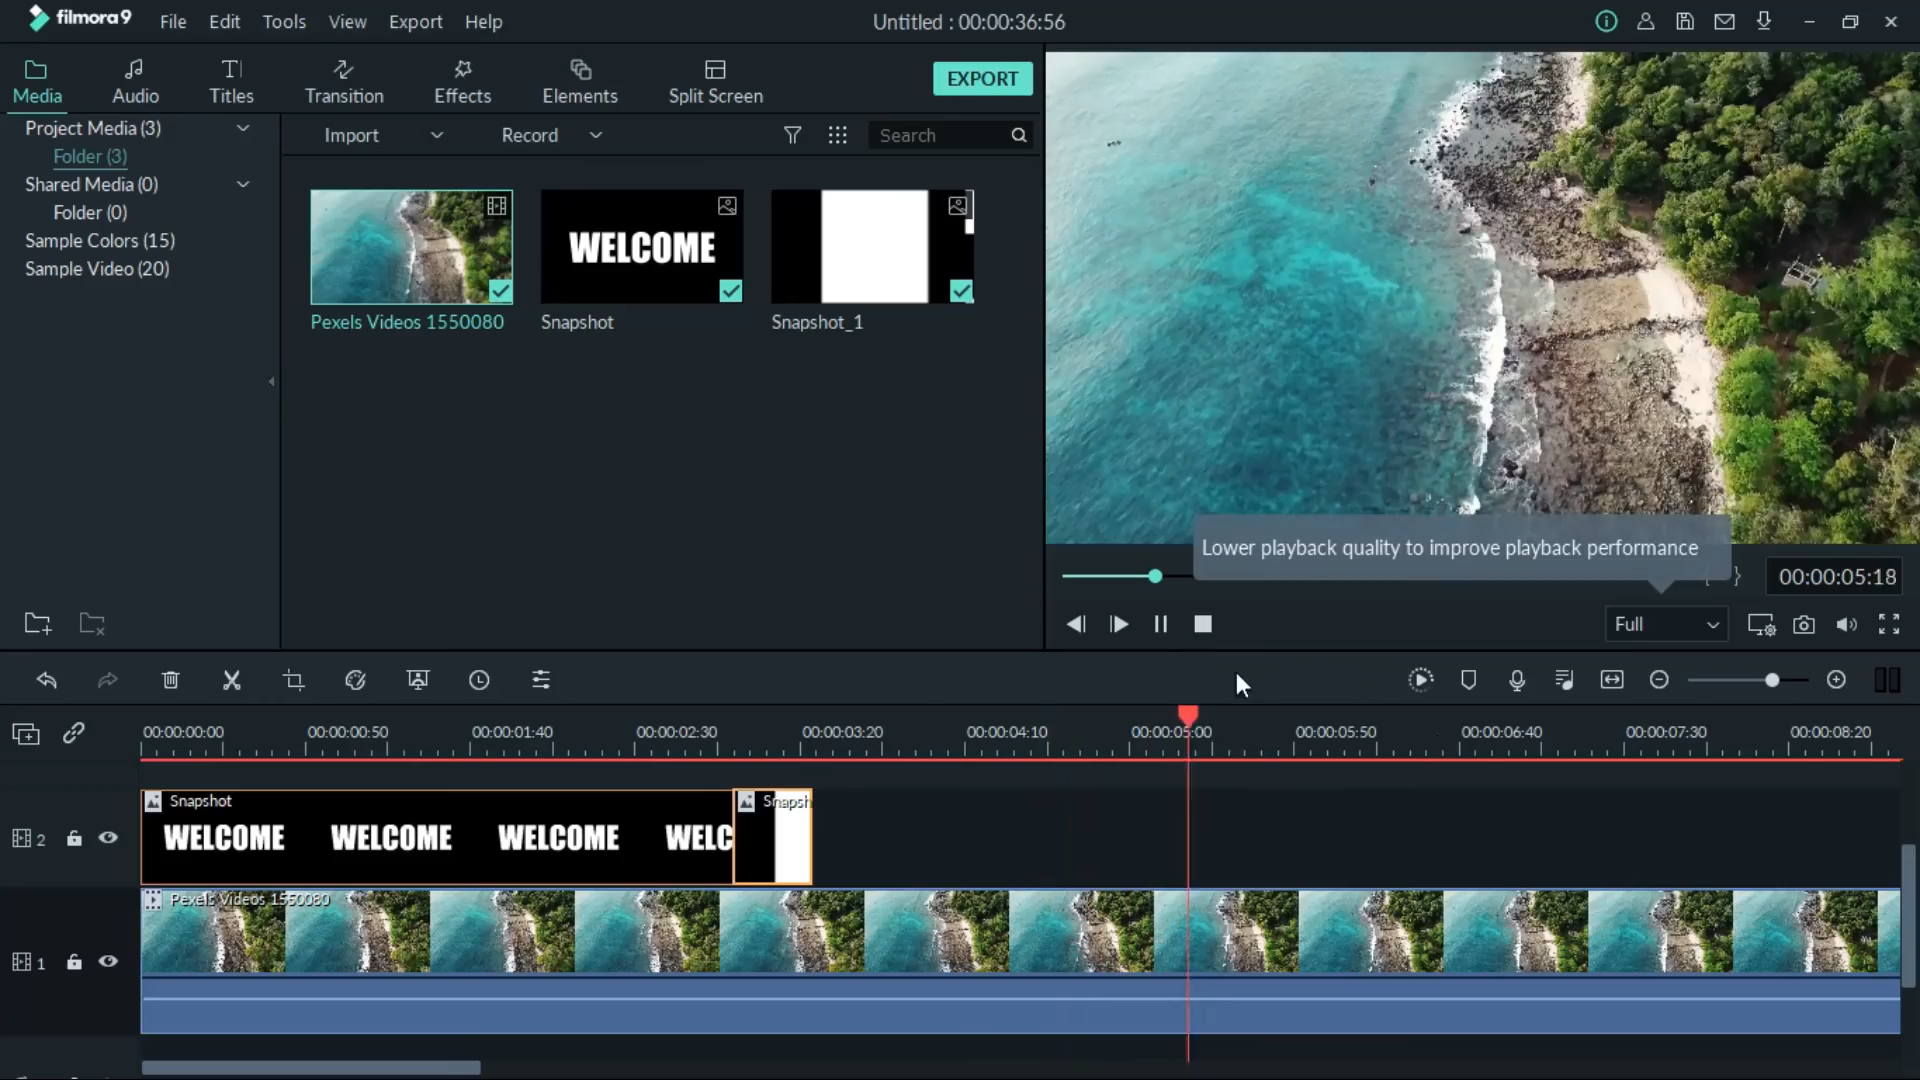 filmora9 File Edit Tools View Export Help Untitled : 00:00:36:56
Media Audio Titles Transition Effects Elements Split Screen EXPORT
Project Media (3) Import Record Search
Folder (3)
Shared Media (0)
Folder (0)
Sample Colors (15)
Sample Video (20)
WELCOME
Pexels Videos 1550080 Snapshot Snapshot_1
Lower playback quality to improve playback performance
00:00:05:18
Full
00:00:00:00 00:00:00:50 00:00:01:40 00:00:02:30 00:00:03:20 00:00:04:10 00:00:05:00 00:00:05:50 00:00:06:40 00:00:07:30 00:00:08:20
Snapshot Snapsh
2 WELCOME WELCOME WELCOME WELC
Pexels Videos 1550080
1